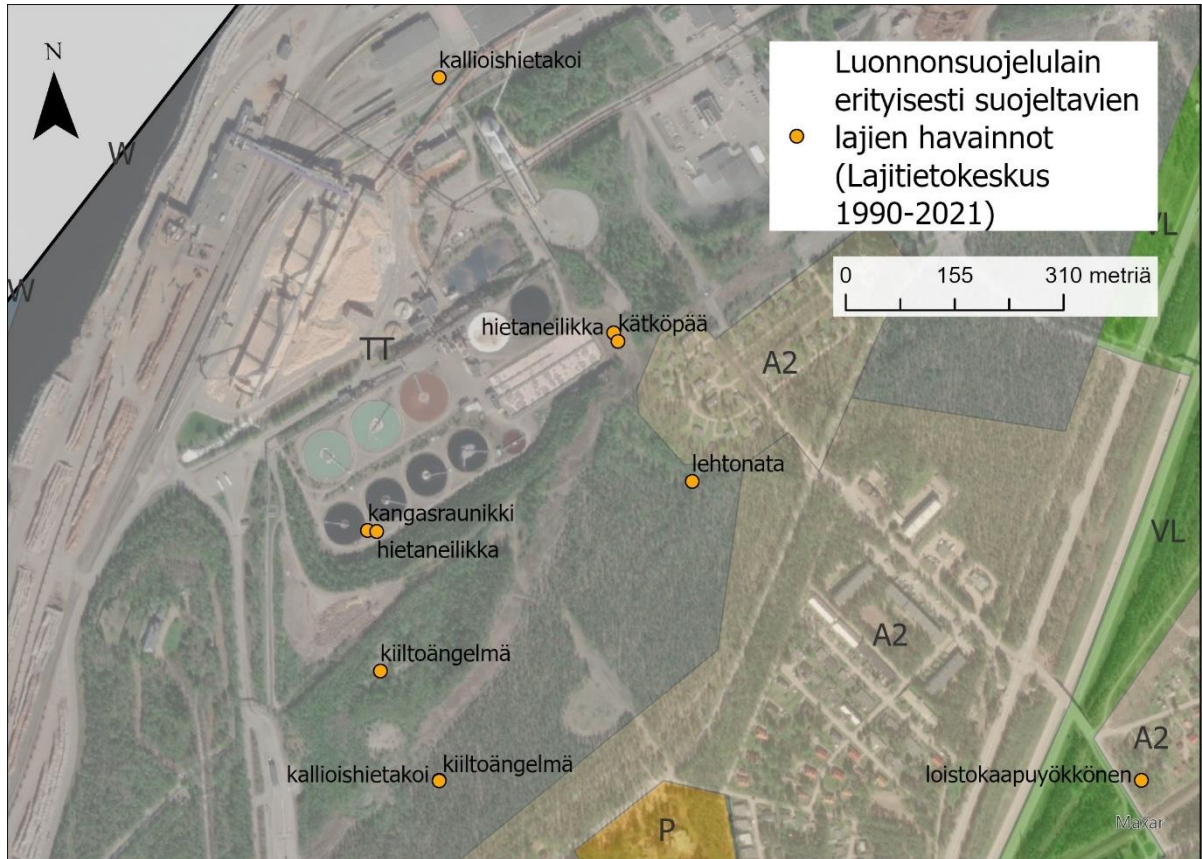 N
kallioishietakoi
Luonnonsuojelulain
erityisesti suojeltavien
lajien havainnot
(Lajitietokeskus
1990-2021)
W
VL
0 155 310 metriä
W
hietaneilikka kätköpää
TT
A2
lehtonata
kangasraunikki
hietaneilikka
VL
A2
kiiltoängelmä
A2
kallioishietakoi kiiltoängelmä
loistokaapuyökkönen
P
Maxar